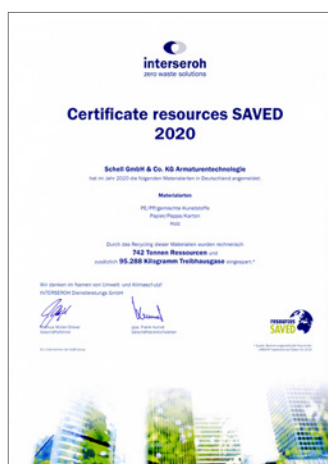 interseroh
zero waste solutions
Certificate resources SAVED
2020
Schell GmbH & Co. KG Armaturentechnologie
hat im Jahr 2020 die folgenden Materialarten in Deutschland angemeldet:
Materialarten
PE/PP/gemischte Kunststoffe
Papier/Pappe/Karton
Holz
Durch das Recycling dieser Materialien wurden rechnerisch
742 Tonnen Ressourcen und
zusätzlich 95.288 Kilogramm Treibhausgase eingespart.*
Wir danken im Namen von Umwelt- und Klimaschutz!
INTERSEROH Dienstleistungs GmbH
Geschäftsführer
resources
SAVED